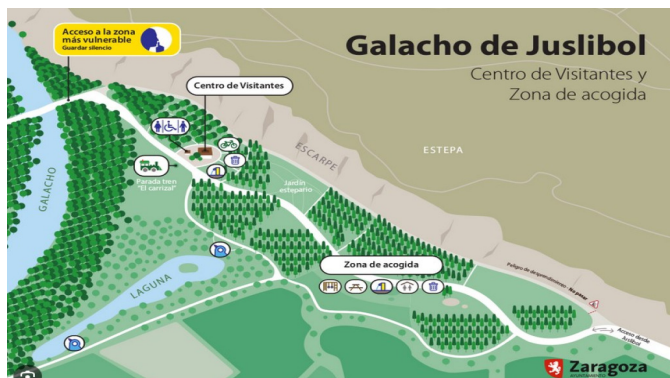 Acceso a la zona
más vulnerable
Guardar silencio
Galacho de Juslibol
Centro de Visitantes y
Zona de acogida
Centro de Visitantes
ESCARPE
ESTEPA
GALACHO
Parada tren
"El carrizal"
Jardín
estepario
LAGUNA
Zona de acogida
Peligro de desprendimientos - No pasar
Acceso desde
Juslibol
Zaragoza
AYUNTAMIENTO